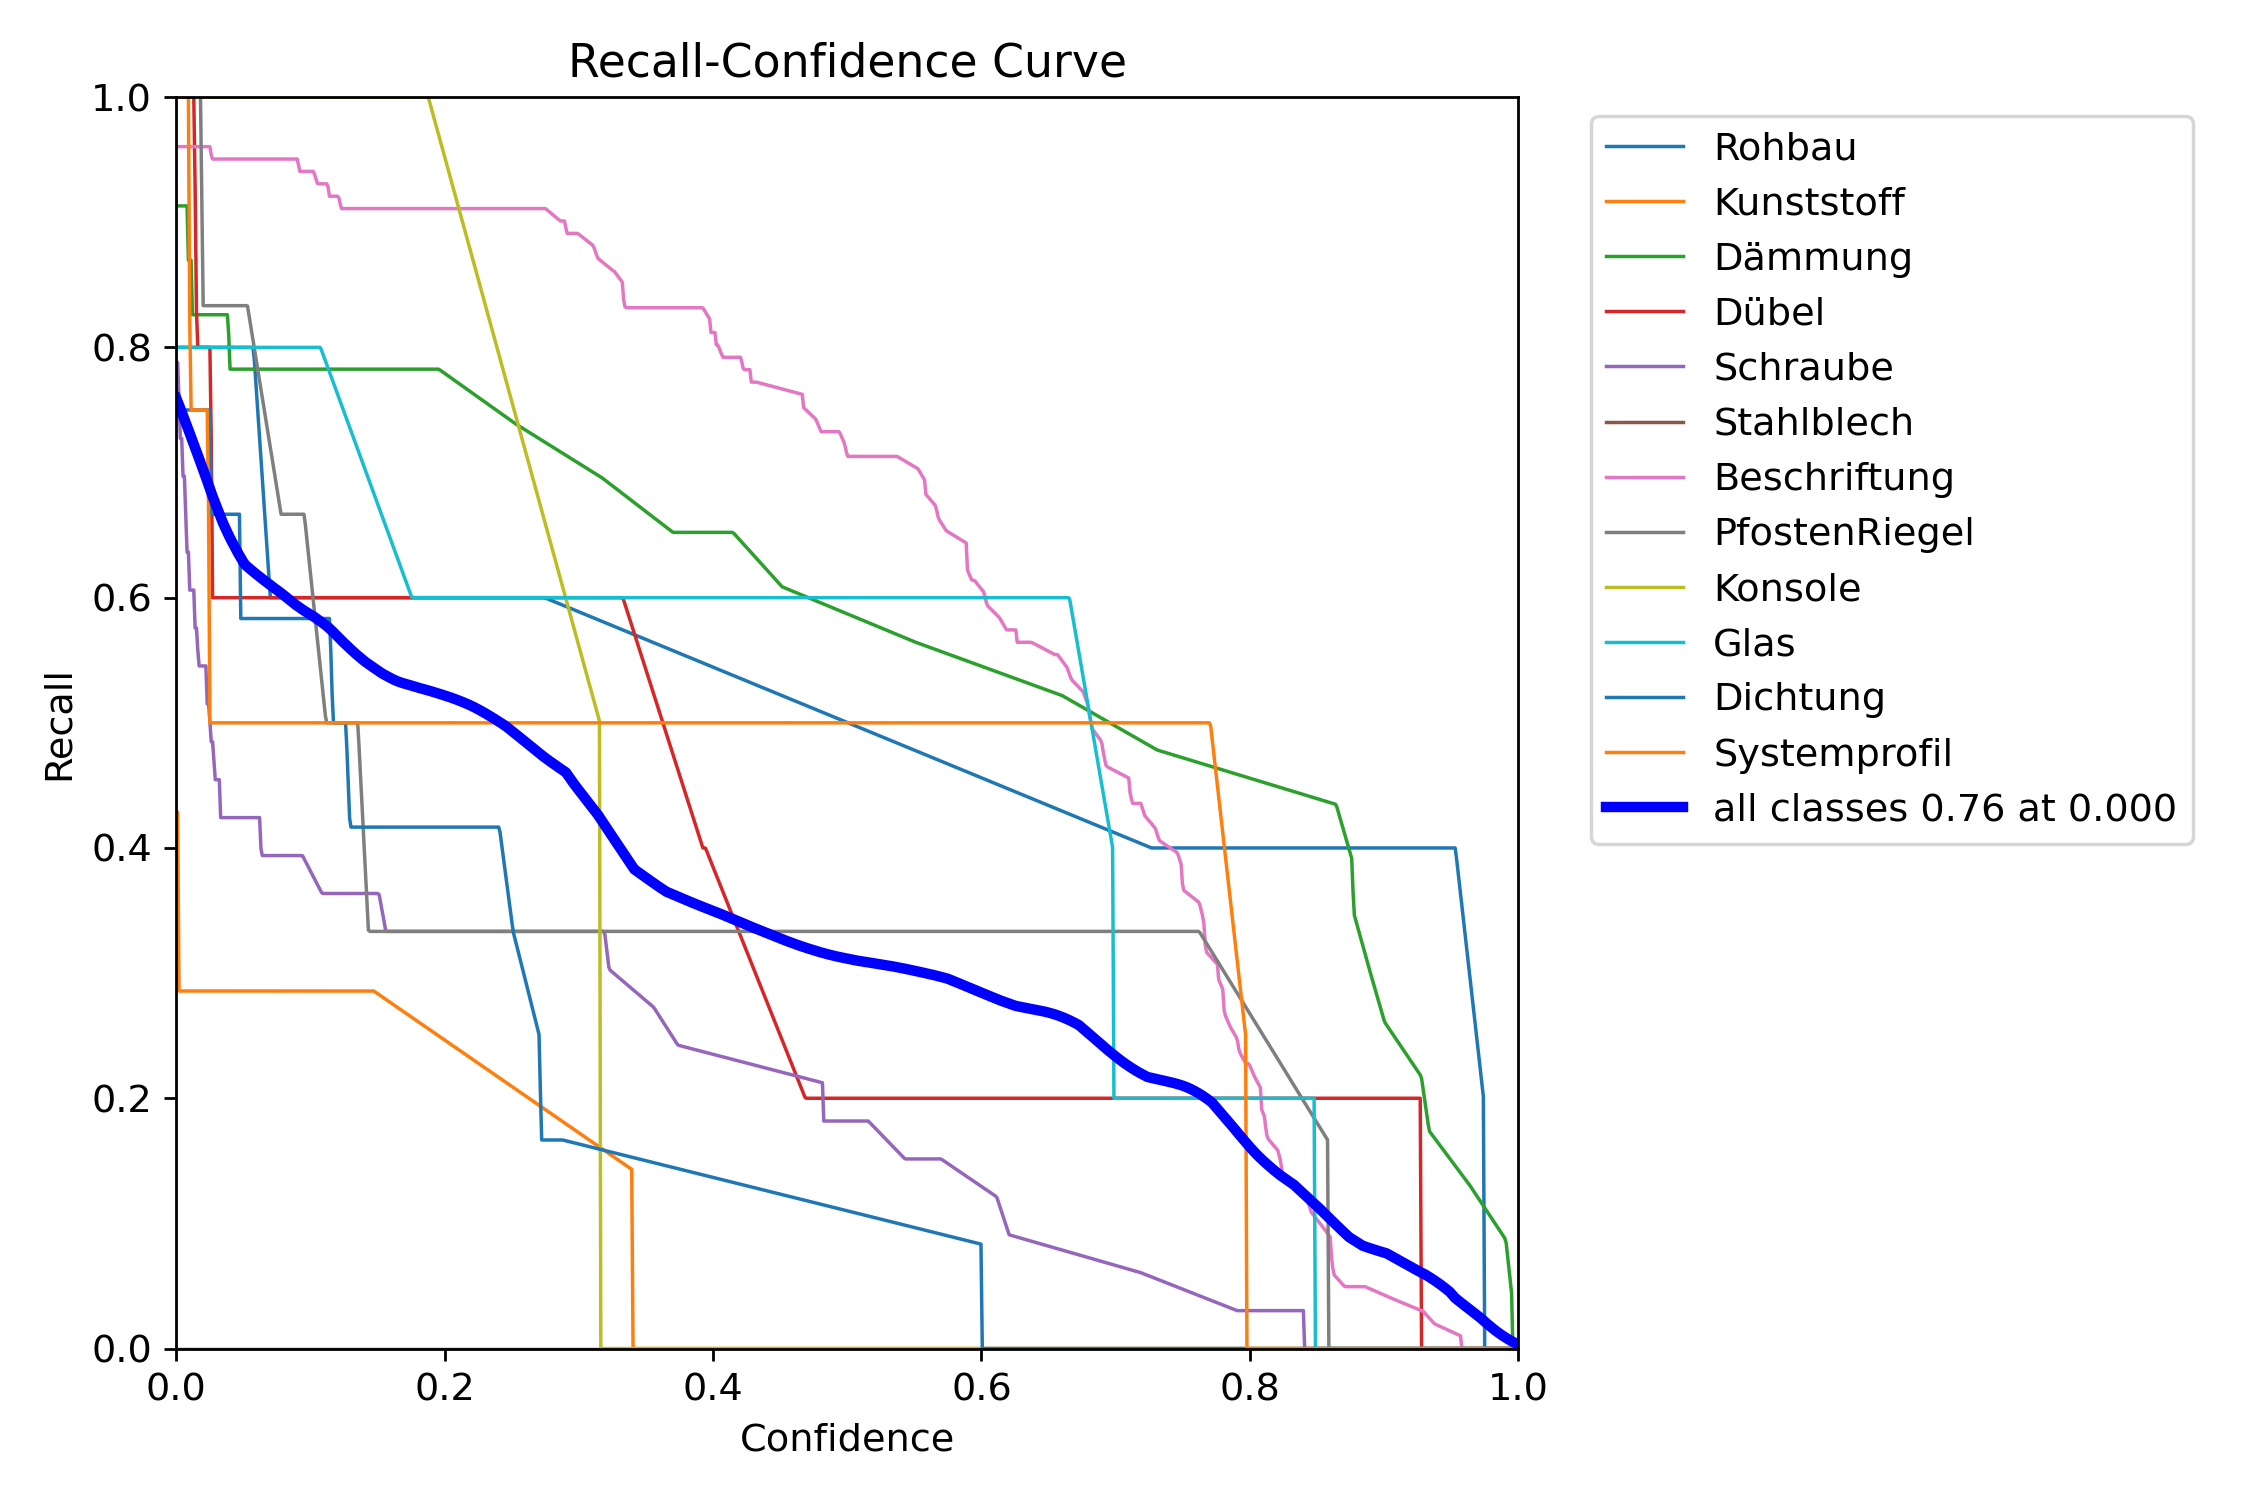 Recall-Confidence Curve
1.0
0.8
0.6
0.4
0.2
0.0
Recall
0.0 0.2 0.4 0.6 0.8 1.0
Confidence
Rohbau
Kunststoff
Dämmung
Dübel
Schraube
Stahlblech
Beschriftung
PfostenRiegel
Konsole
Glas
Dichtung
Systemprofil
all classes 0.76 at 0.000